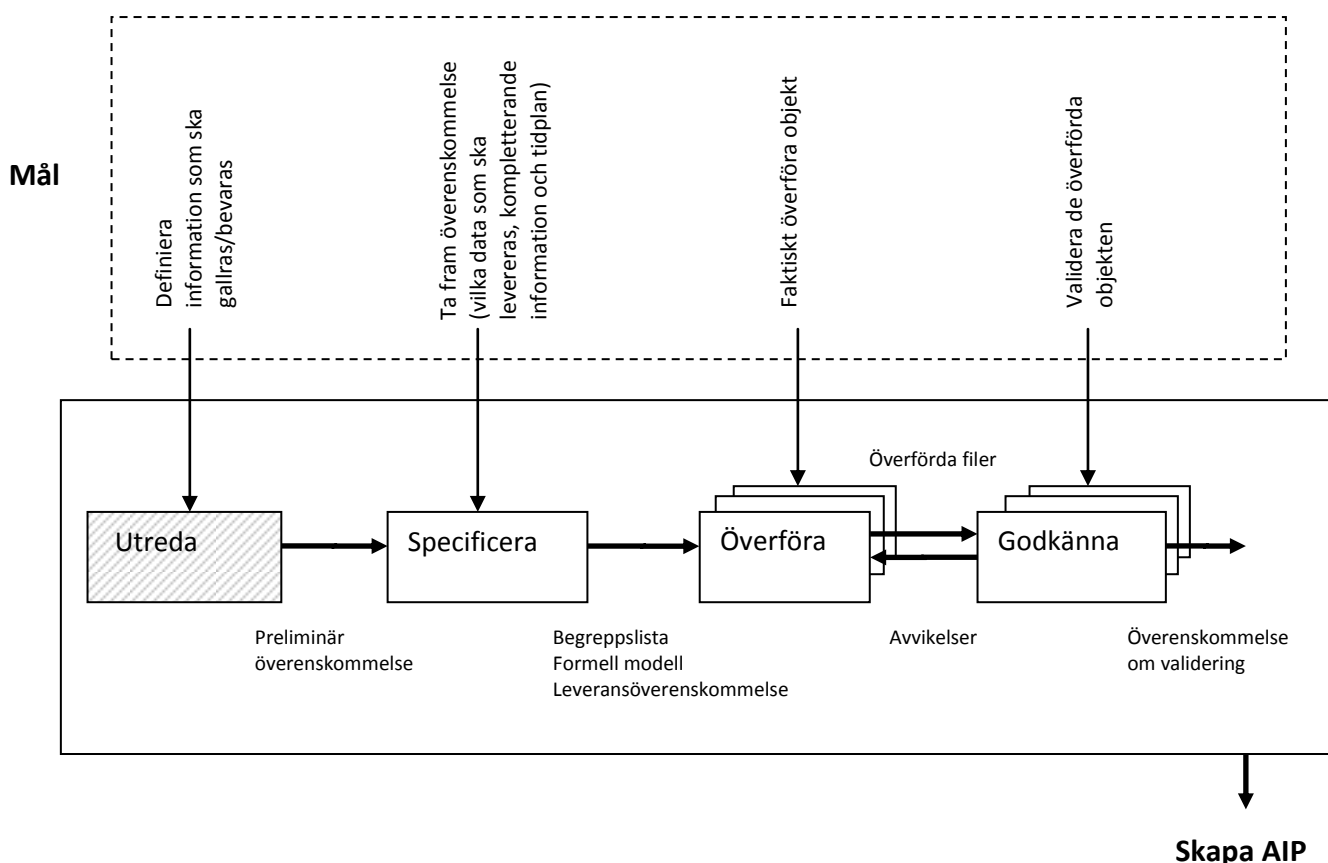 Mål
Definiera
information som ska
gallras/bevaras
Ta fram överenskommelse
(vilka data som ska
levereras, kompletterande
information och tidplan)
Faktiskt överföra objekt
Validera de överförda
objekten
Överförda filer
Utreda
Specificera
Överföra
Godkänna
Preliminär
överenskommelse
Begreppslista
Formell modell
Leveransöverenskommelse
Avvikelser
Överenskommelse
om validering
Skapa AIP